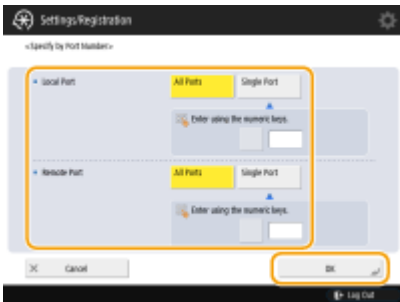 Settings/Registration
<Specify by Port Number>
Local Port
All Ports
Single Port
Enter using the numeric keys.
Remote Port
All Ports
Single Port
Enter using the numeric keys.
Cancel
OK
Log Out